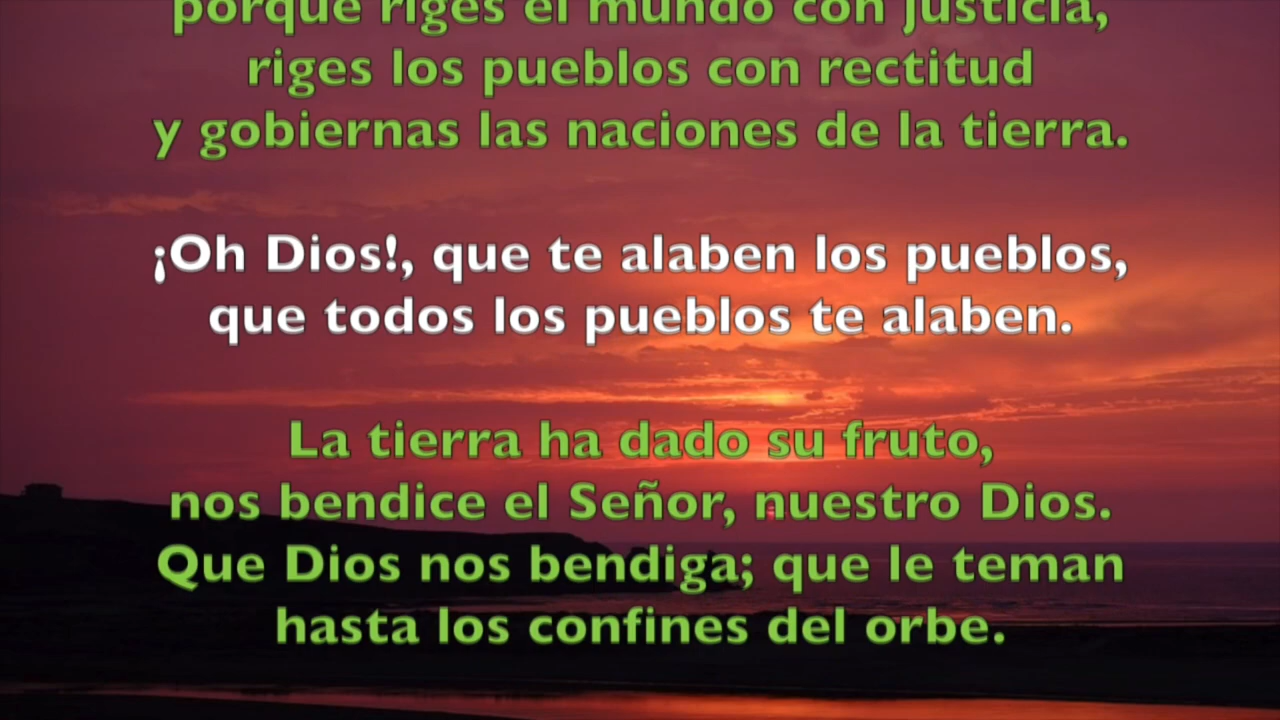 porque riges el mundo con justicia,
riges los pueblos con rectitud
y gobiernas las naciones de la tierra.
¡Oh Dios!, que te alaben los pueblos,
que todos los pueblos te alaben.
La tierra ha dado su fruto,
nos bendice el Señor, nuestro Dios.
Que Dios nos bendiga; que le teman
hasta los confines del orbe.